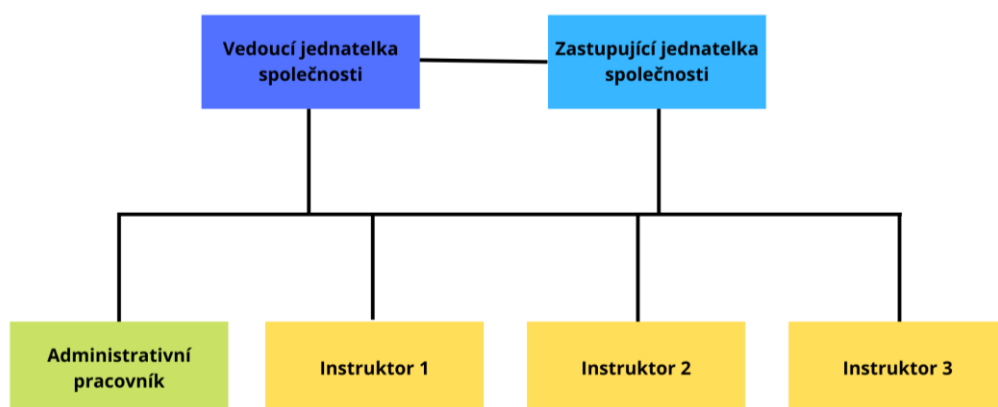 Vedoucí jednatelka
společnosti
Zastupující jednatelka
společnosti
Administrativní
pracovník
Instruktor 1
Instruktor 2
Instruktor 3